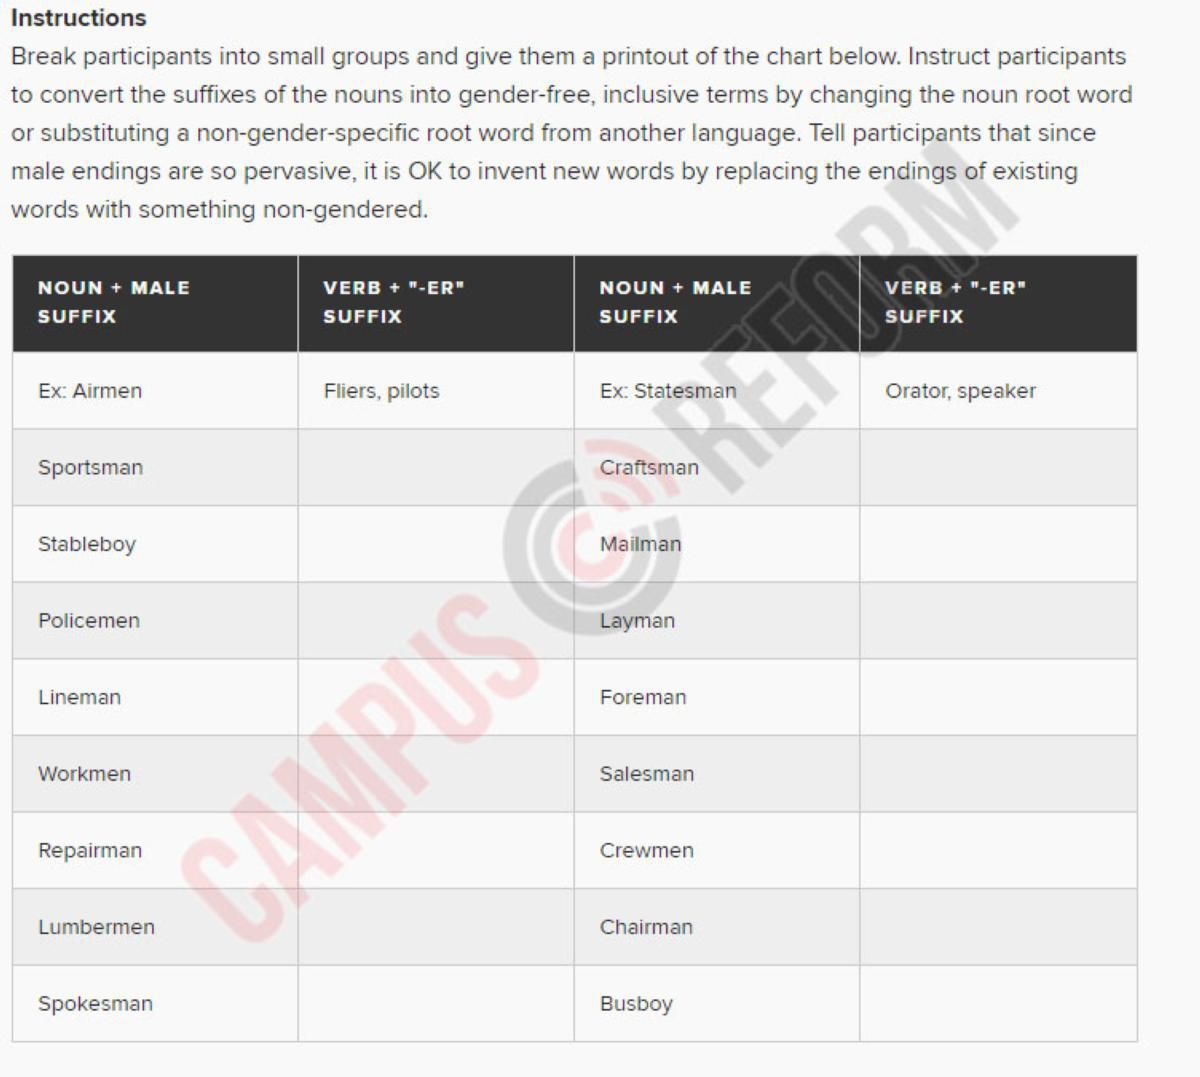 Instructions
Break participants into small groups and give them a printout of the chart below. Instruct participants
to convert the suffixes of the nouns into gender-free, inclusive terms by changing the noun root word
or substituting a non-gender-specific root word from another language. Tell participants that since
male endings are so pervasive, it is OK to invent new words by replacing the endings of existing
words with something non-gendered.
NOUN + MALE SUFFIX VERB + "-ER" SUFFIX NOUN + MALE SUFFIX VERB + "-ER" SUFFIX
Ex: Airmen Fliers, pilots Ex: Statesman Orator, speaker
Sportsman Craftsman
Stableboy Mailman
Policemen Layman
Lineman Foreman
Workmen Salesman
Repairman Crewmen
Lumbermen Chairman
Spokesman Busboy
CAMPUS REFORM